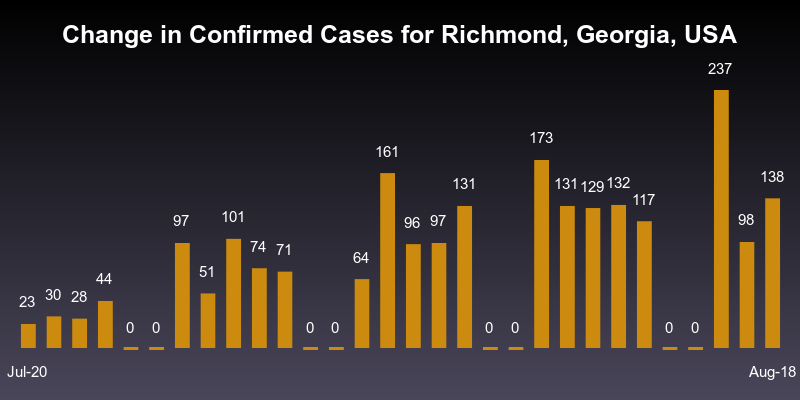 Change in Confirmed Cases for Richmond, Georgia, USA
23 30 28 44 0 0 97 51 101 74 71 0 0 64 161 96 97 131 0 0 173 131 129 132 117 0 0 237 98 138
Jul-20 Aug-18